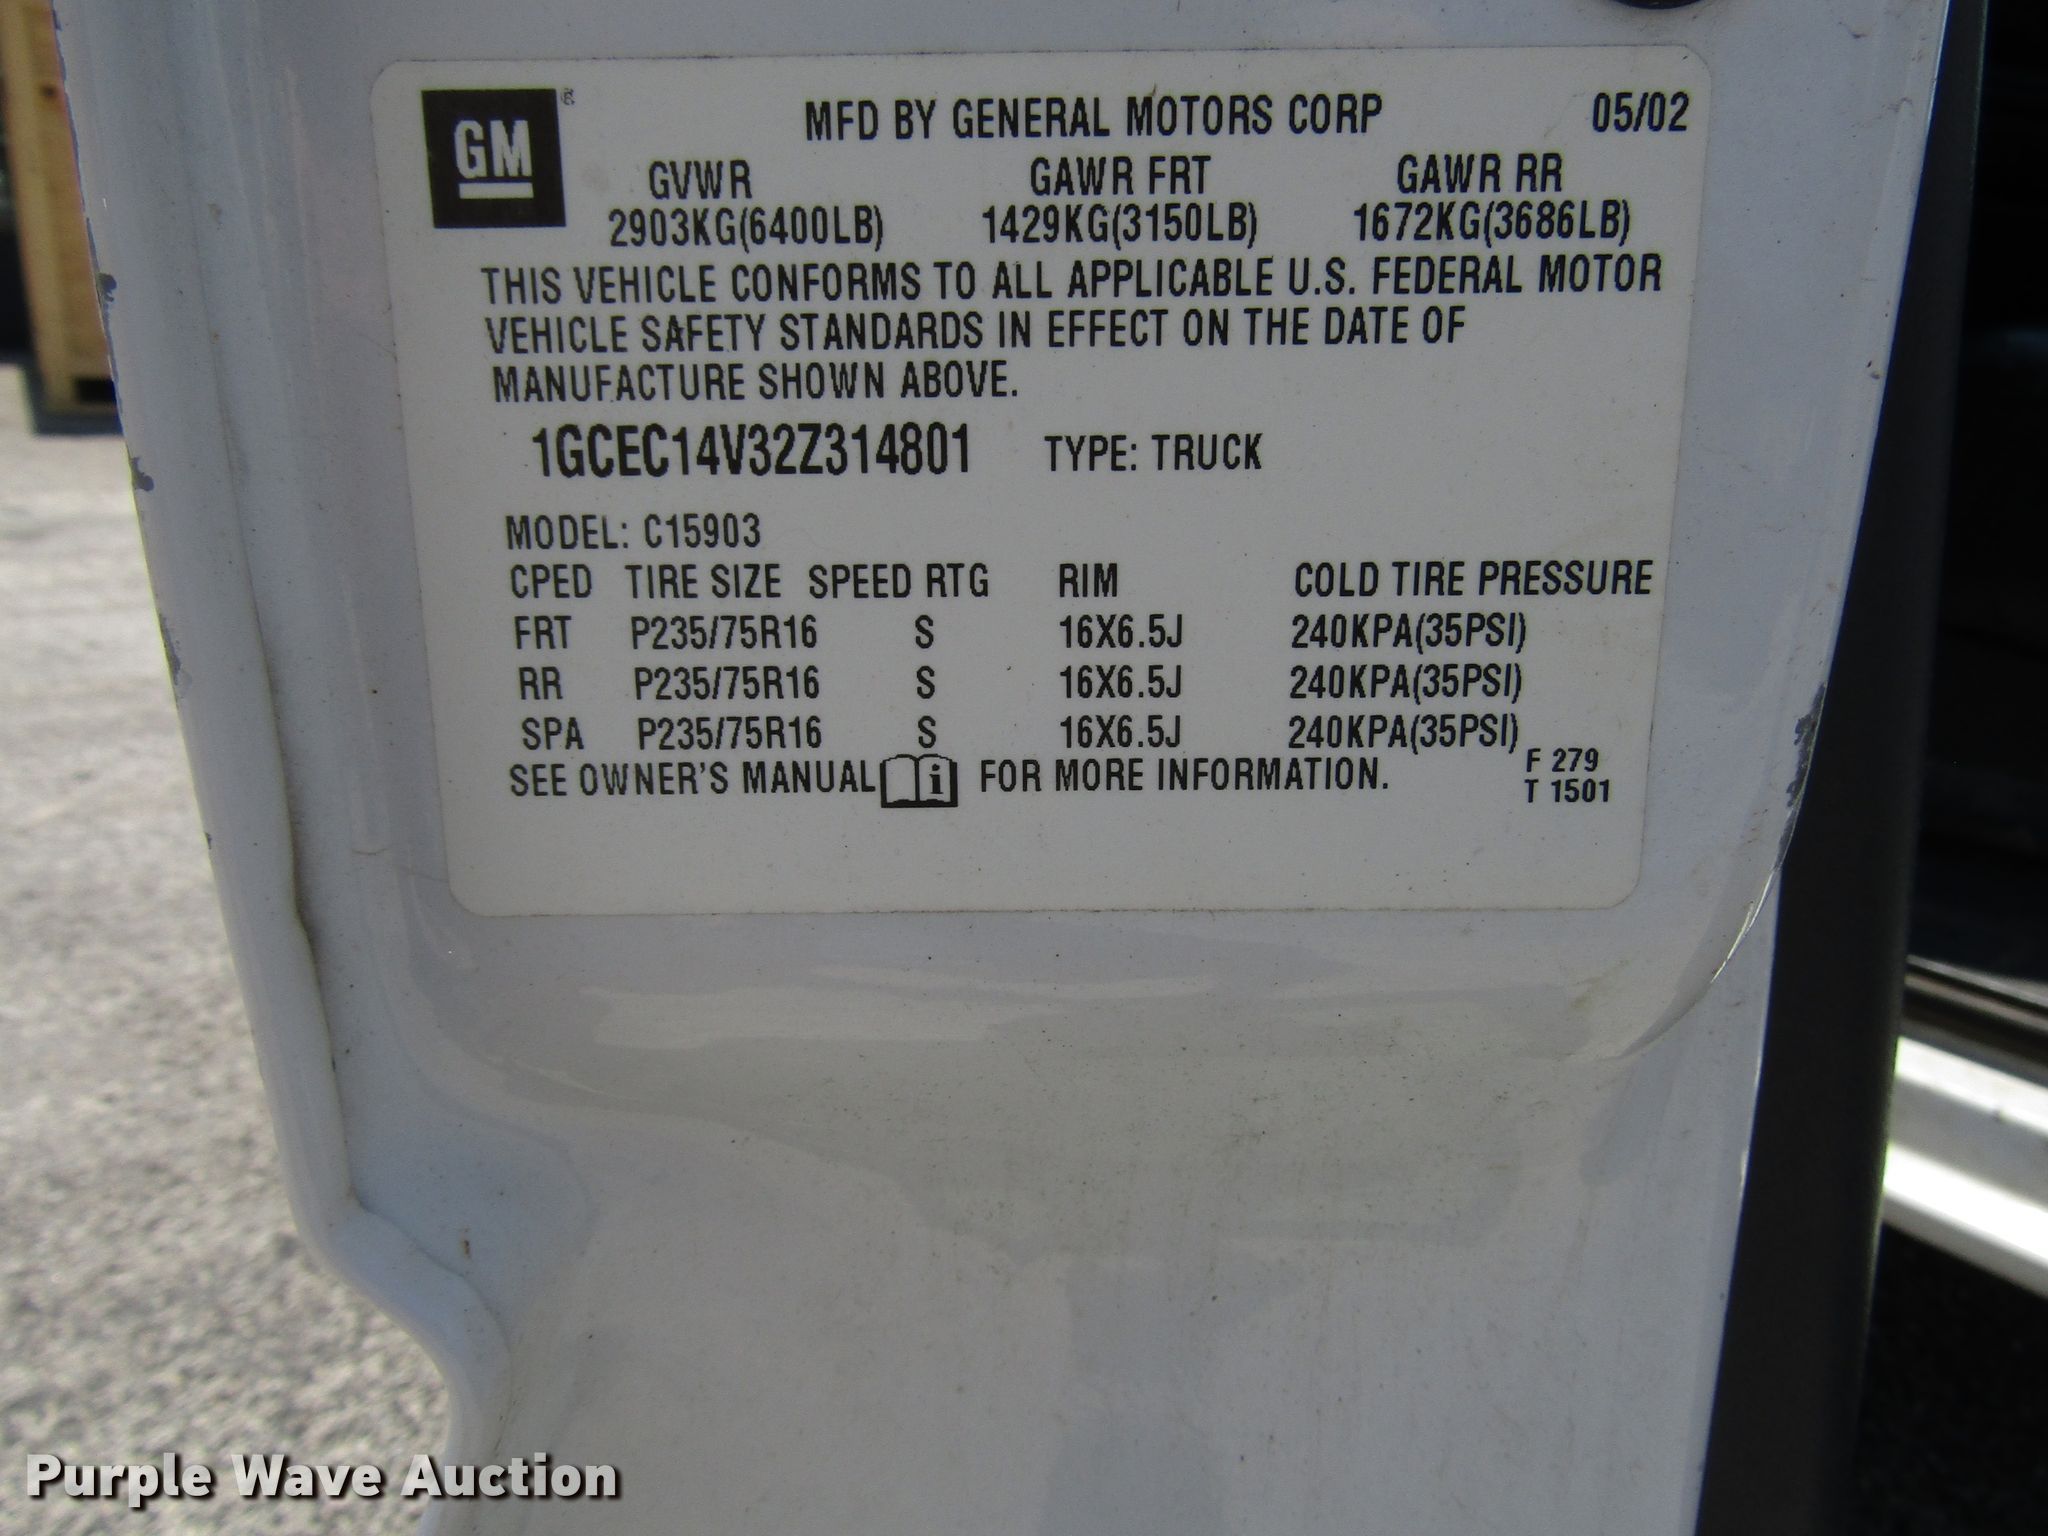 GM ®
MFD BY GENERAL MOTORS CORP 05/02
GVWR GAWR FRT GAWR RR
2903KG(6400LB) 1429KG(3150LB) 1672KG(3686LB)
THIS VEHICLE CONFORMS TO ALL APPLICABLE U.S. FEDERAL MOTOR
VEHICLE SAFETY STANDARDS IN EFFECT ON THE DATE OF
MANUFACTURE SHOWN ABOVE.
1GCEC14V32Z314801 TYPE: TRUCK
MODEL: C15903
CPED TIRE SIZE SPEED RTG RIM COLD TIRE PRESSURE
FRT P235/75R16 S 16X6.5J 240KPA(35PSI)
RR P235/75R16 S 16X6.5J 240KPA(35PSI)
SPA P235/75R16 S 16X6.5J 240KPA(35PSI)
SEE OWNER'S MANUAL i FOR MORE INFORMATION.
F 279
T 1501
Purple Wave Auction